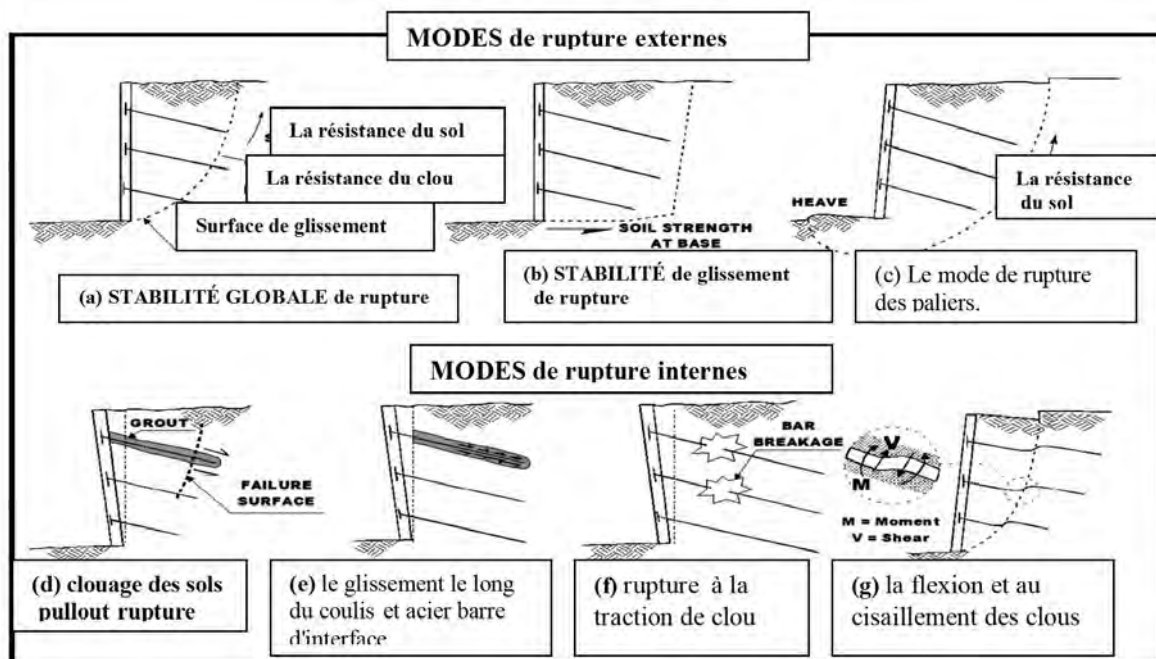 MODES de rupture externes
La résistance du sol
La résistance du clou
Surface de glissement
SOIL STRENGTH
AT BASE
HEAVE
La résistance
du sol
(a) STABILITÉ GLOBALE de rupture
(b) STABILITÉ de glissement
de rupture
(c) Le mode de rupture
des paliers.
MODES de rupture internes
GROUT
FAILURE
SURFACE
BAR
BREAKAGE
V
M
M = Moment
V = Shear
(d) clouage des sols
pullout rupture
(e) le glissement le long
du coulis et acier barre
d'interface
(f) rupture à la
traction de clou
(g) la flexion et au
cisaillement des clous